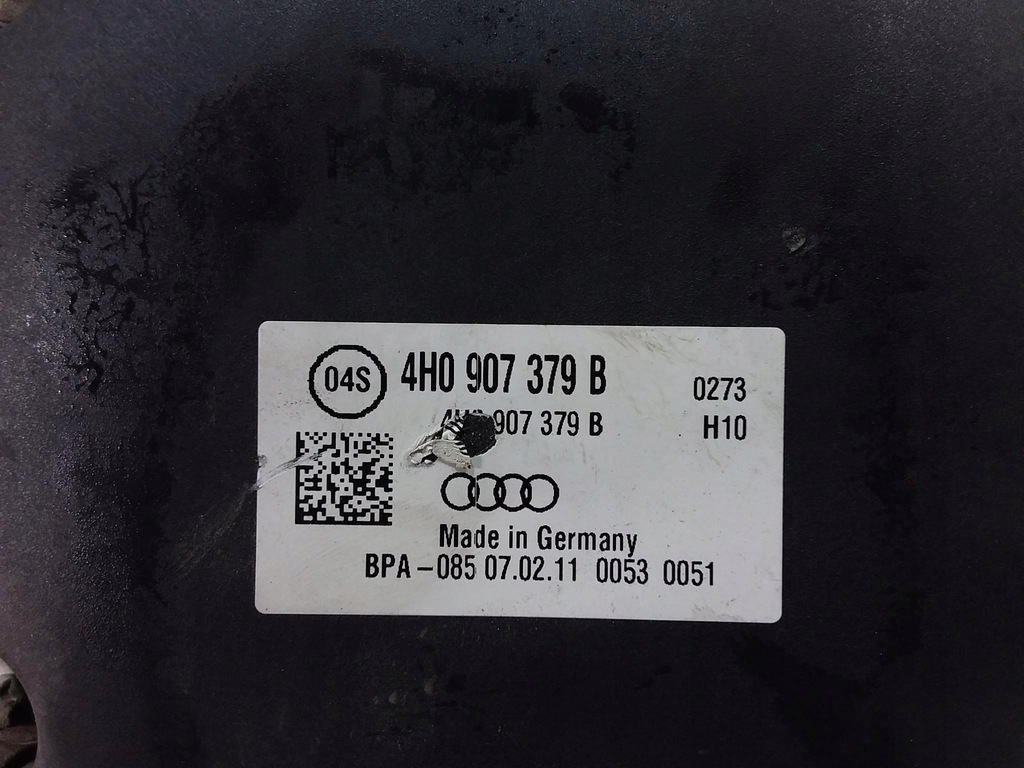 04S 4H0 907 379 B 0273
907 379 B H10
Made in Germany
BPA-085 07.02.11 0053 0051